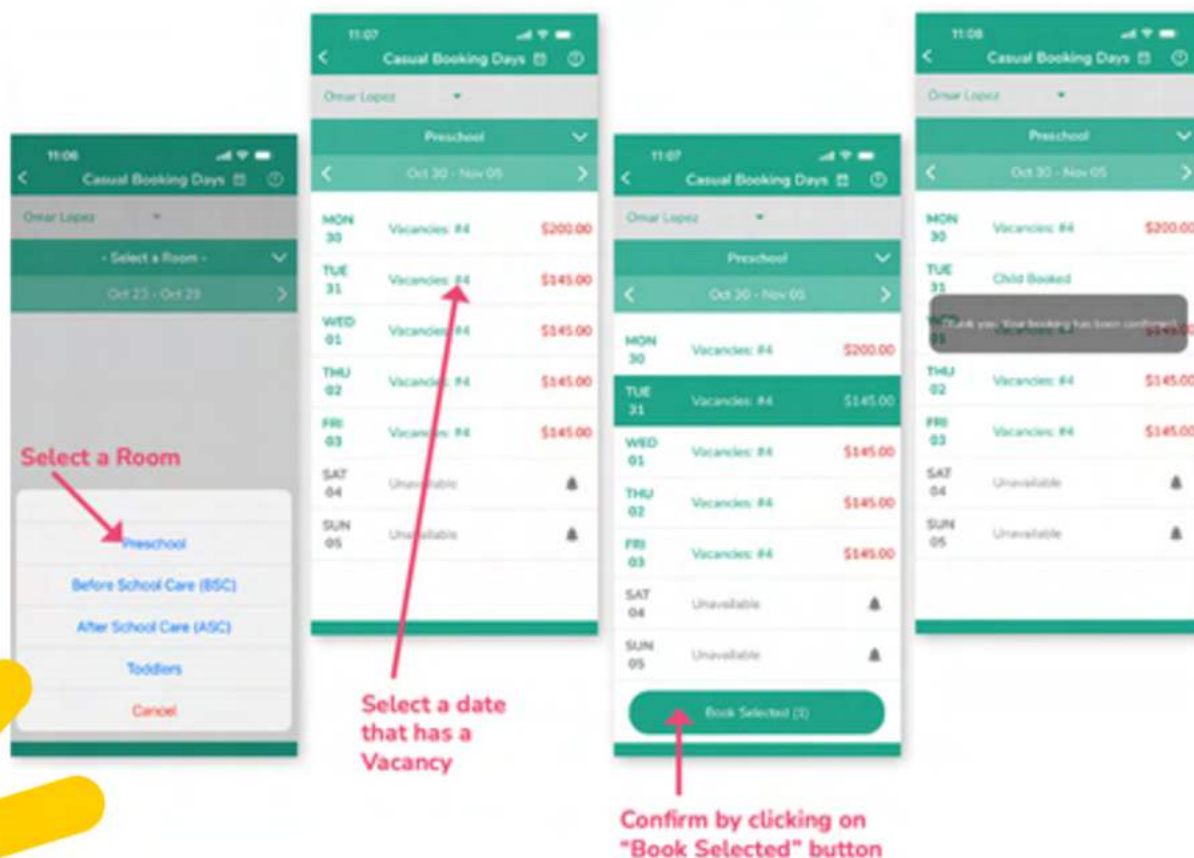 11:06
Casual Booking Days
Omar Lopez
- Select a Room -
Oct 23 - Oct 29
Select a Room
Preschool
Before School Care (BSC)
After School Care (ASC)
Toddlers
Cancel
11:07
Casual Booking Days
Omar Lopez
Preschool
Oct 30 - Nov 05
MON 30 Vacancies: #4 $200.00
TUE 31 Vacancies: #4 $145.00
WED 01 Vacancies: #4 $145.00
THU 02 Vacancies: #4 $145.00
FRI 03 Vacancies: #4 $145.00
SAT 04 Unavailable
SUN 05 Unavailable
Select a date
that has a
Vacancy
11:07
Casual Booking Days
Omar Lopez
Preschool
Oct 30 - Nov 05
MON 30 Vacancies: #4 $200.00
TUE 31 Vacancies: #4 $145.00
WED 01 Vacancies: #4 $145.00
THU 02 Vacancies: #4 $145.00
FRI 03 Vacancies: #4 $145.00
SAT 04 Unavailable
SUN 05 Unavailable
Book Selected (1)
Confirm by clicking on
"Book Selected" button
11:08
Casual Booking Days
Omar Lopez
Preschool
Oct 30 - Nov 05
MON 30 Vacancies: #4 $200.00
TUE 31 Child Booked
Thank you. Your booking has been confirmed
THU 02 Vacancies: #4 $145.00
FRI 03 Vacancies: #4 $145.00
SAT 04 Unavailable
SUN 05 Unavailable